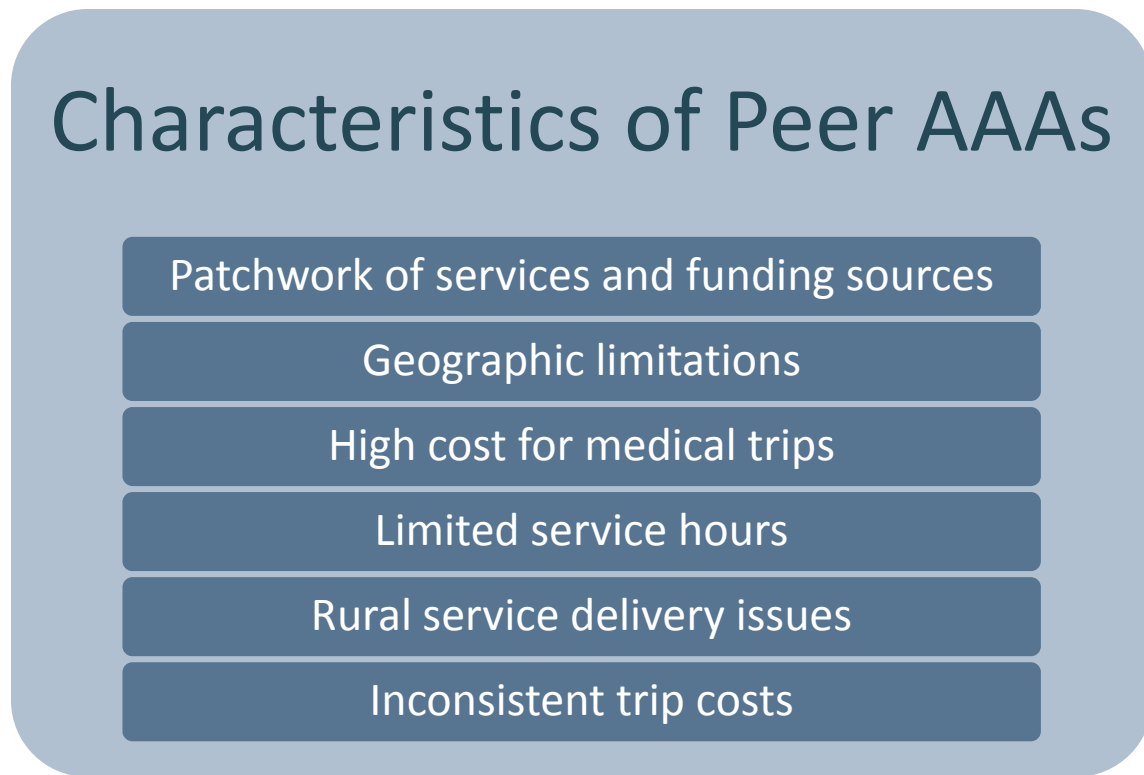 Characteristics of Peer AAAs
Patchwork of services and funding sources
Geographic limitations
High cost for medical trips
Limited service hours
Rural service delivery issues
Inconsistent trip costs